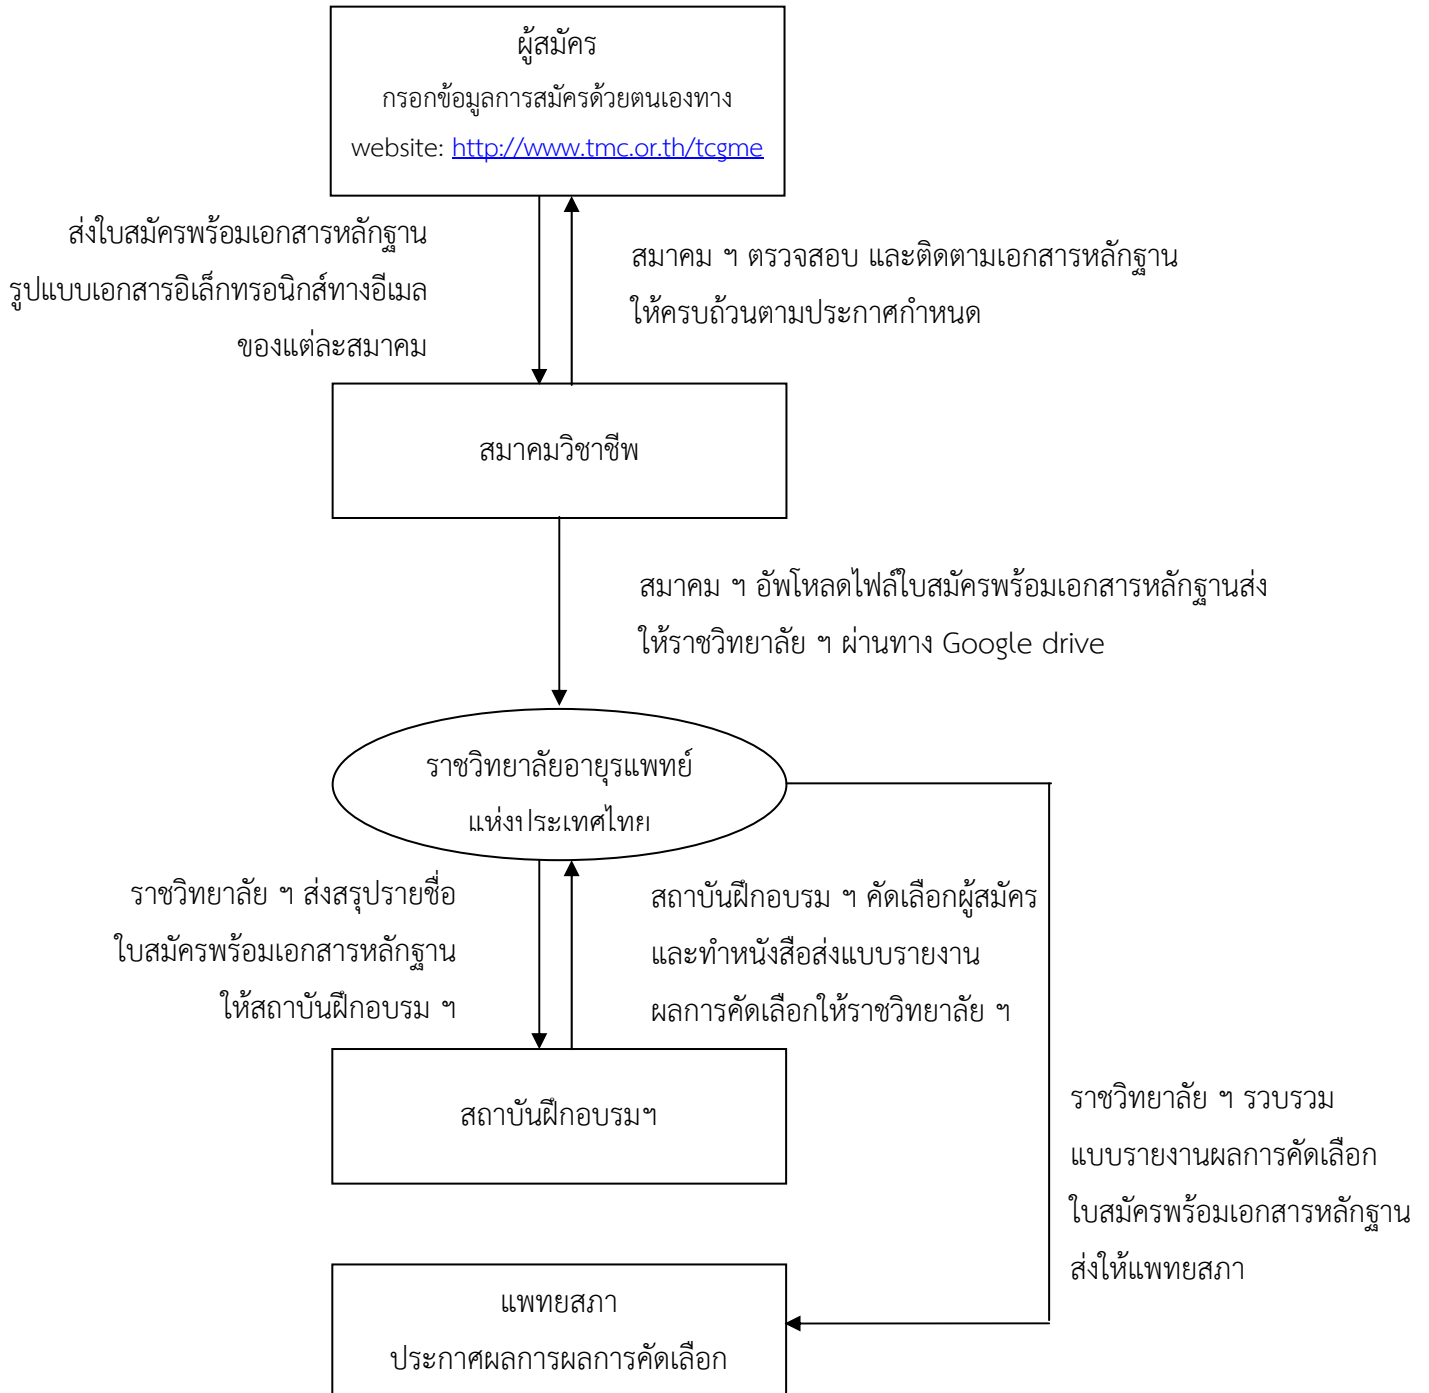 ผู้สมัคร
กรอกข้อมูลการสมัครด้วยตนเองทาง
website: http://www.tmc.or.th/tcgme
ส่งใบสมัครพร้อมเอกสารหลักฐาน
รูปแบบเอกสารอิเล็กทรอนิกส์ทางอีเมล
ของแต่ละสมาคม
สมาคม ฯ ตรวจสอบ และติดตามเอกสารหลักฐาน
ให้ครบถ้วนตามประกาศกำหนด
สมาคมวิชาชีพ
สมาคม ฯ อัพโหลดไฟล์ใบสมัครพร้อมเอกสารหลักฐานส่ง
ให้ราชวิทยาลัย ฯ ผ่านทาง Google drive
ราชวิทยาลัยอายุรแพทย์
แห่งประเทศไทย
ราชวิทยาลัย ฯ ส่งสรุปรายชื่อ
ใบสมัครพร้อมเอกสารหลักฐาน
ให้สถาบันฝึกอบรม ฯ
สถาบันฝึกอบรม ฯ คัดเลือกผู้สมัคร
และทำหนังสือส่งแบบรายงาน
ผลการคัดเลือกให้ราชวิทยาลัย ฯ
สถาบันฝึกอบรมฯ
ราชวิทยาลัย ฯ รวบรวม
แบบรายงานผลการคัดเลือก
ใบสมัครพร้อมเอกสารหลักฐาน
ส่งให้แพทยสภา
แพทยสภา
ประกาศผลการผลการคัดเลือก